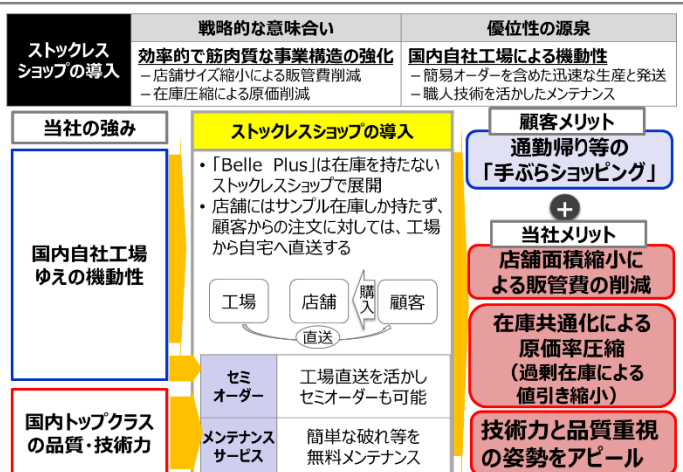 ストックレス
ショップの導入
戦略的な意味合い
効率的で筋肉質な事業構造の強化
－店舗サイズ縮小による販管費削減
－在庫圧縮による原価削減
優位性の源泉
国内自社工場による機動性
－簡易オーダーを含めた迅速な生産と発送
－職人技術を活かしたメンテナンス
当社の強み
国内自社工場
ゆえの機動性
国内トップクラス
の品質・技術力
ストックレスショップの導入
・「Belle Plus」は在庫を持たない
ストックレスショップで展開
・店舗にはサンプル在庫しか持たず、
顧客からの注文に対しては、工場
から自宅へ直送する
工場
店舗
購入
顧客
直送
セミ
オーダー
工場直送を活かし
セミオーダーも可能
メンテナンス
サービス
簡単な破れ等を
無料メンテナンス
顧客メリット
通勤帰り等の
「手ぶらショッピング」
+
当社メリット
店舗面積縮小に
よる販管費の削減
在庫共通化による
原価率圧縮
（過剰在庫による
値引き縮小）
技術力と品質重視
の姿勢をアピール